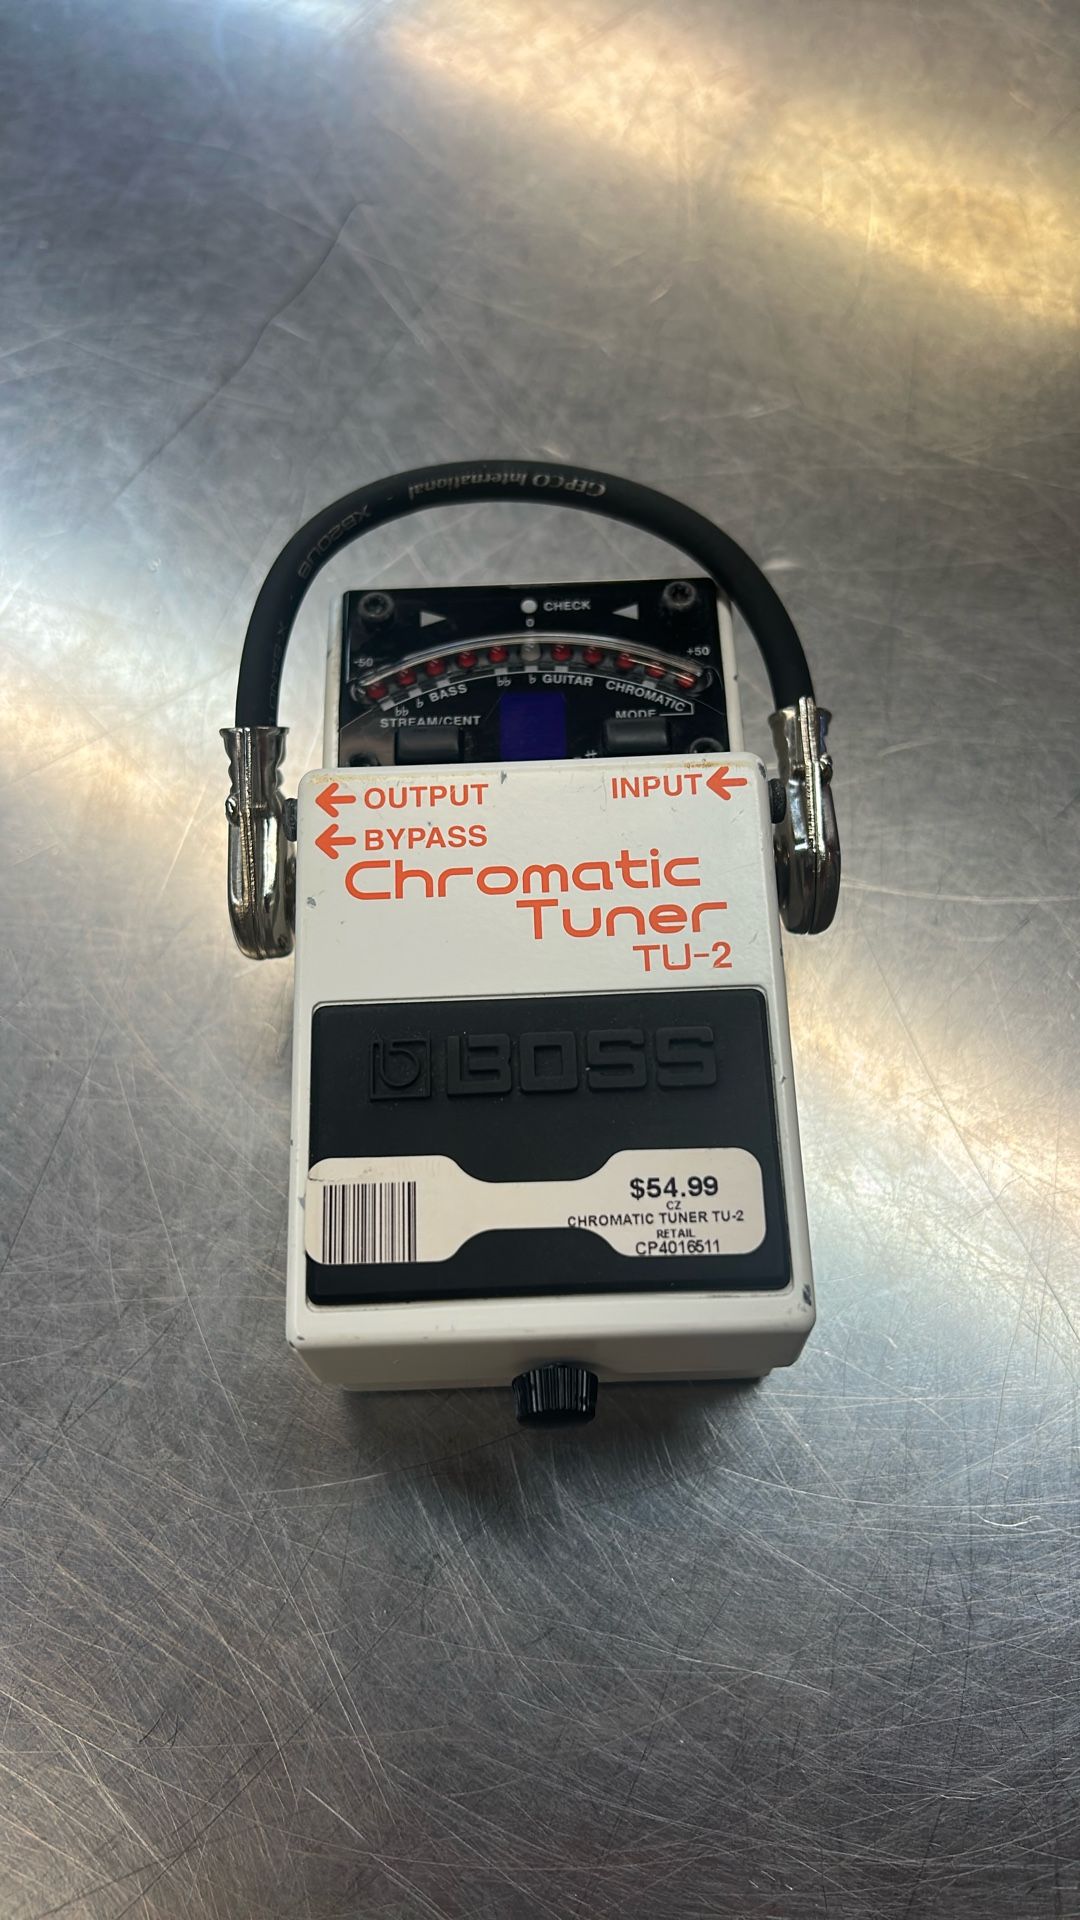 GEPCO International
XB20UB
CHECK
0
-50
+50
♭♭ ♭ BASS
♭♭ ♭ GUITAR
CHROMATIC
STREAM/CENT
MODE
#
OUTPUT
INPUT
BYPASS
Chromatic
Tuner
TU-2
BOSS
$54.99
CZ
CHROMATIC TUNER TU-2
RETAIL
CP4016511